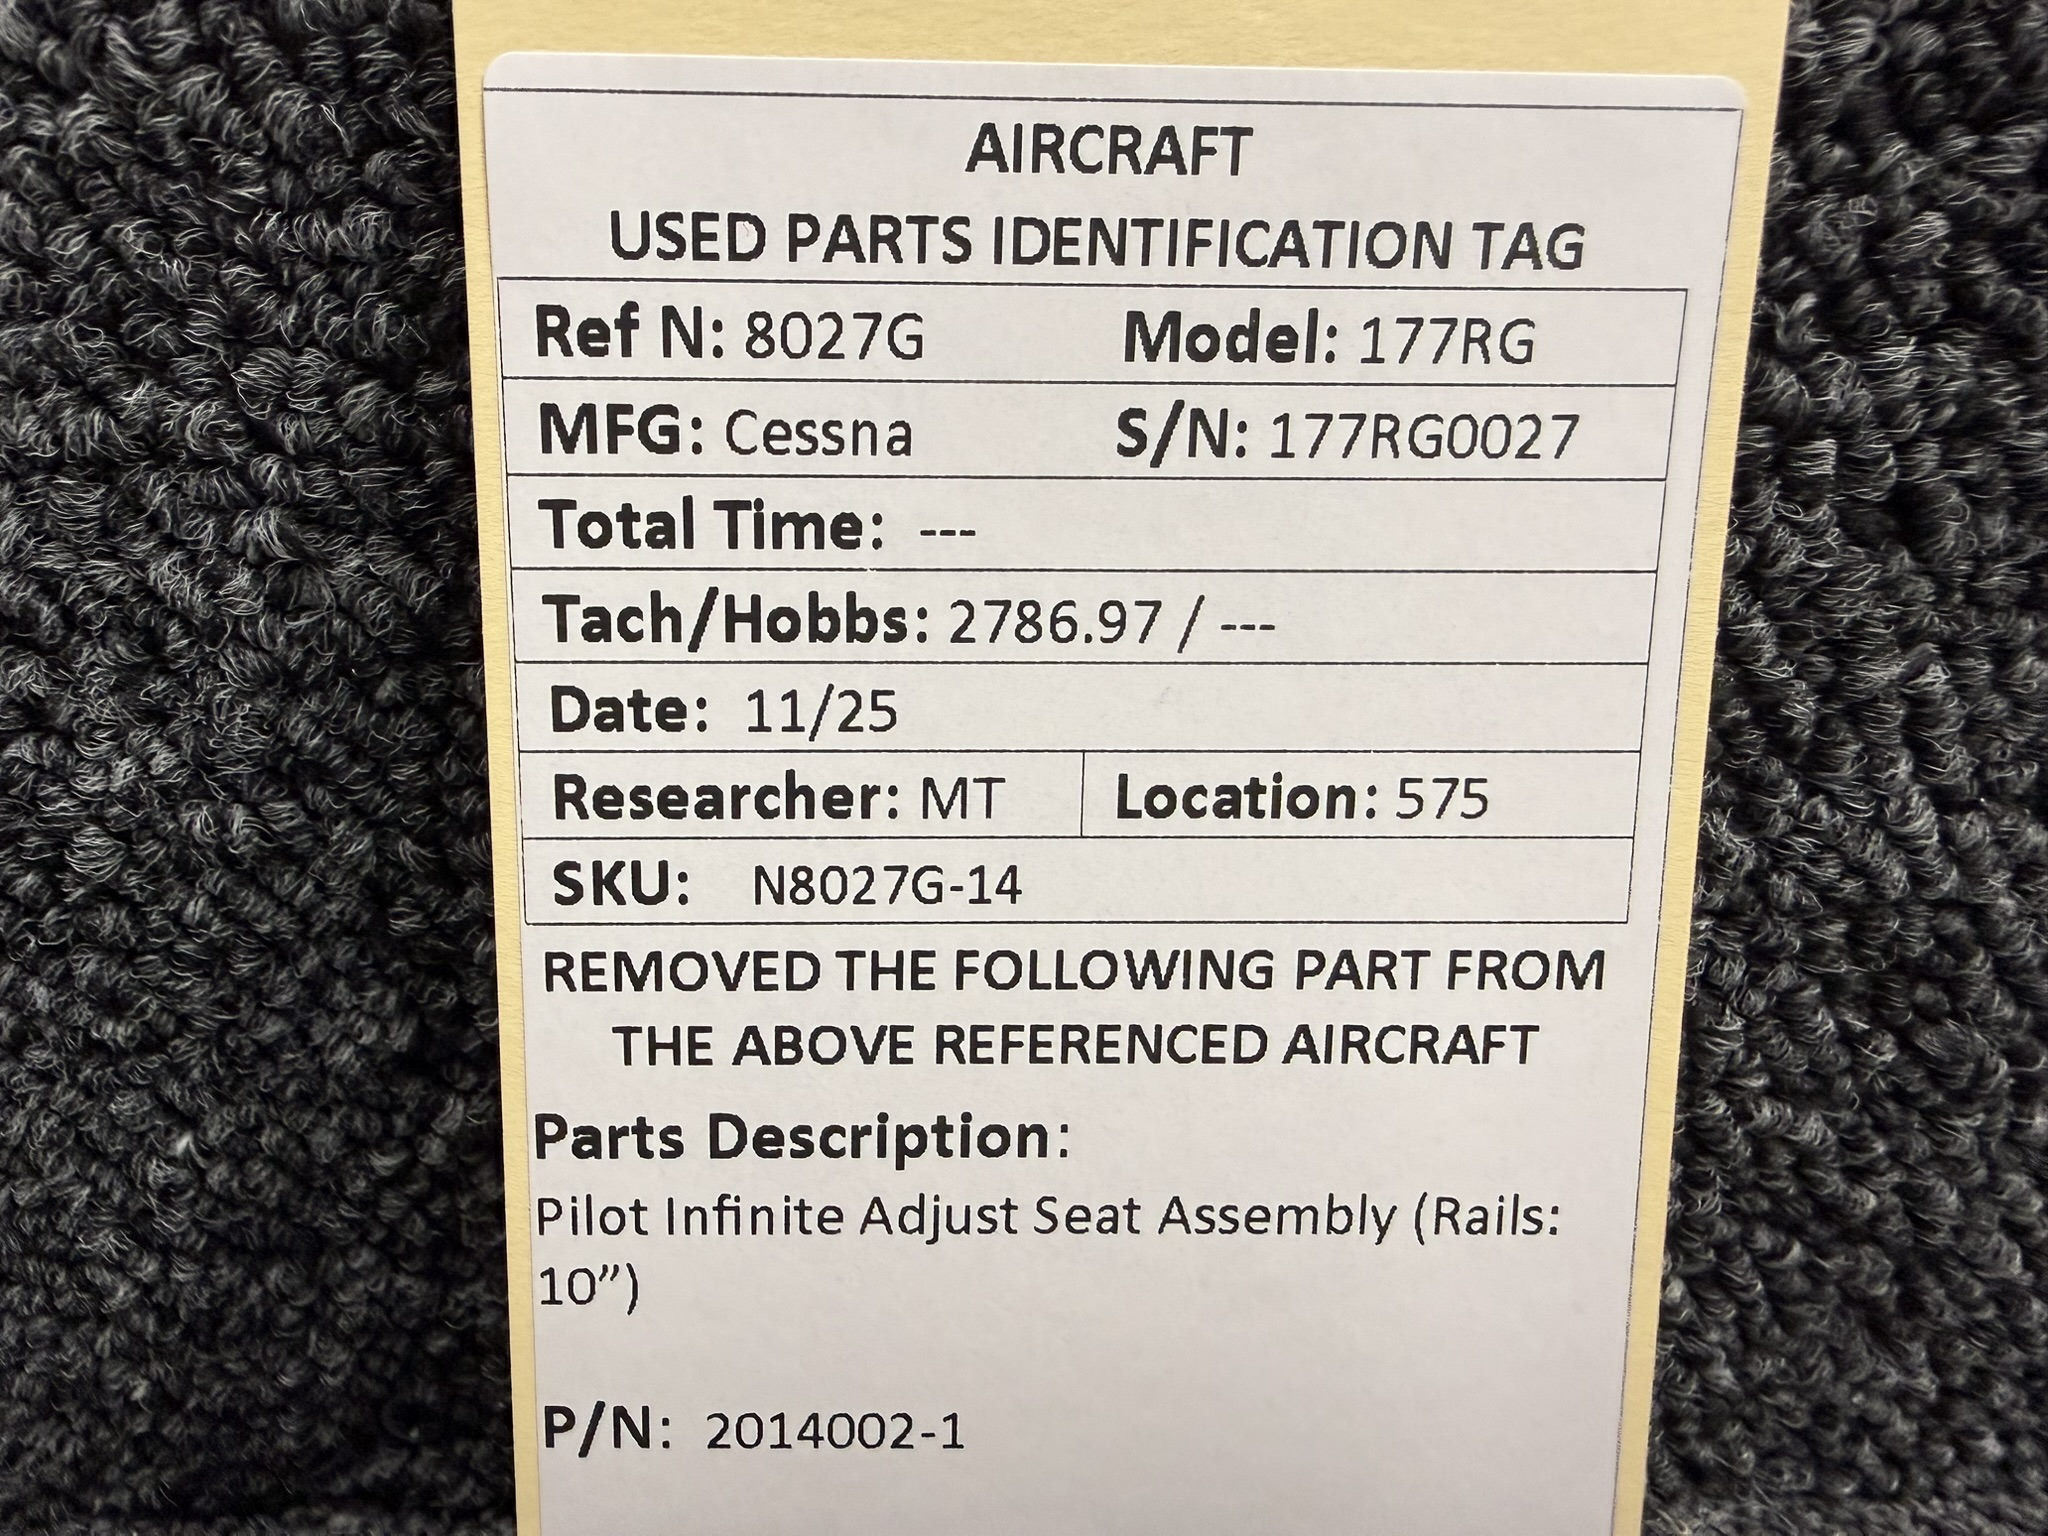 AIRCRAFT
USED PARTS IDENTIFICATION TAG
Ref N: 8027G Model: 177RG
MFG: Cessna S/N: 177RG0027
Total Time: ---
Tach/Hobbs: 2786.97 / ---
Date: 11/25
Researcher: MT Location: 575
SKU: N8027G-14
REMOVED THE FOLLOWING PART FROM
THE ABOVE REFERENCED AIRCRAFT
Parts Description:
Pilot Infinite Adjust Seat Assembly (Rails:
10”)
P/N: 2014002-1